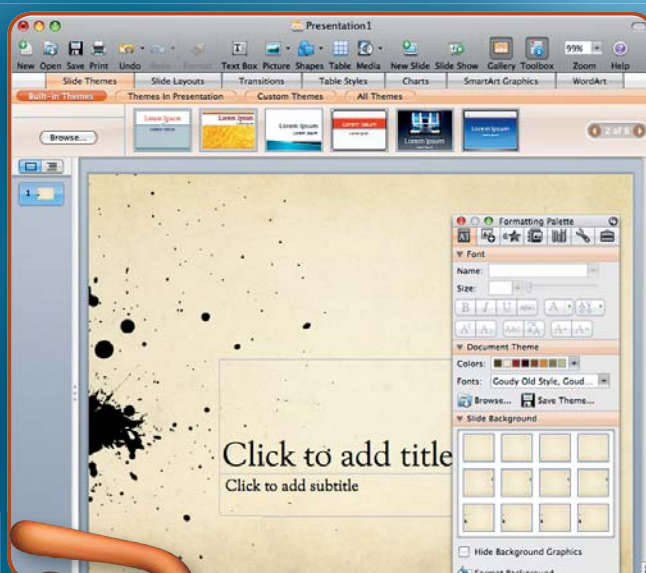 Presentation1
New Open Save Print Undo Redo Format Text Box Picture Shapes Table Media New Slide Slide Show Gallery Toolbox Zoom Help
99%
Slide Themes Slide Layouts Transitions Table Styles Charts SmartArt Graphics WordArt
Built-in Themes Themes In Presentation Custom Themes All Themes
Browse...
Lorem Ipsum
Lorem Ipsum
Lorem Ipsum
Lorem Ipsum
Lorem Ipsum
2 of 8
1
Formatting Palette
Font
Name:
Size:
B I U ABC A
Document Theme
Colors:
Fonts: Goudy Old Style, Goud...
Browse... Save Theme...
Slide Background
Click to add title
Click to add subtitle
Hide Background Graphics
Format Background